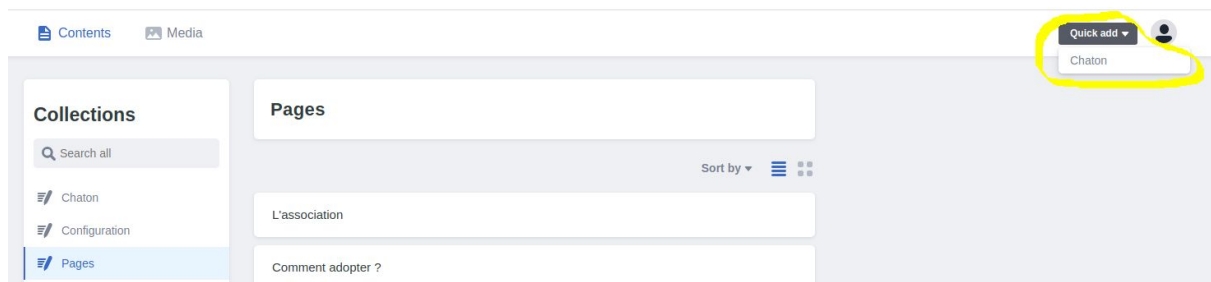 Contents Media Quick add
Chaton
Collections
Search all
Chaton
Configuration
Pages
Pages
Sort by
L'association
Comment adopter ?